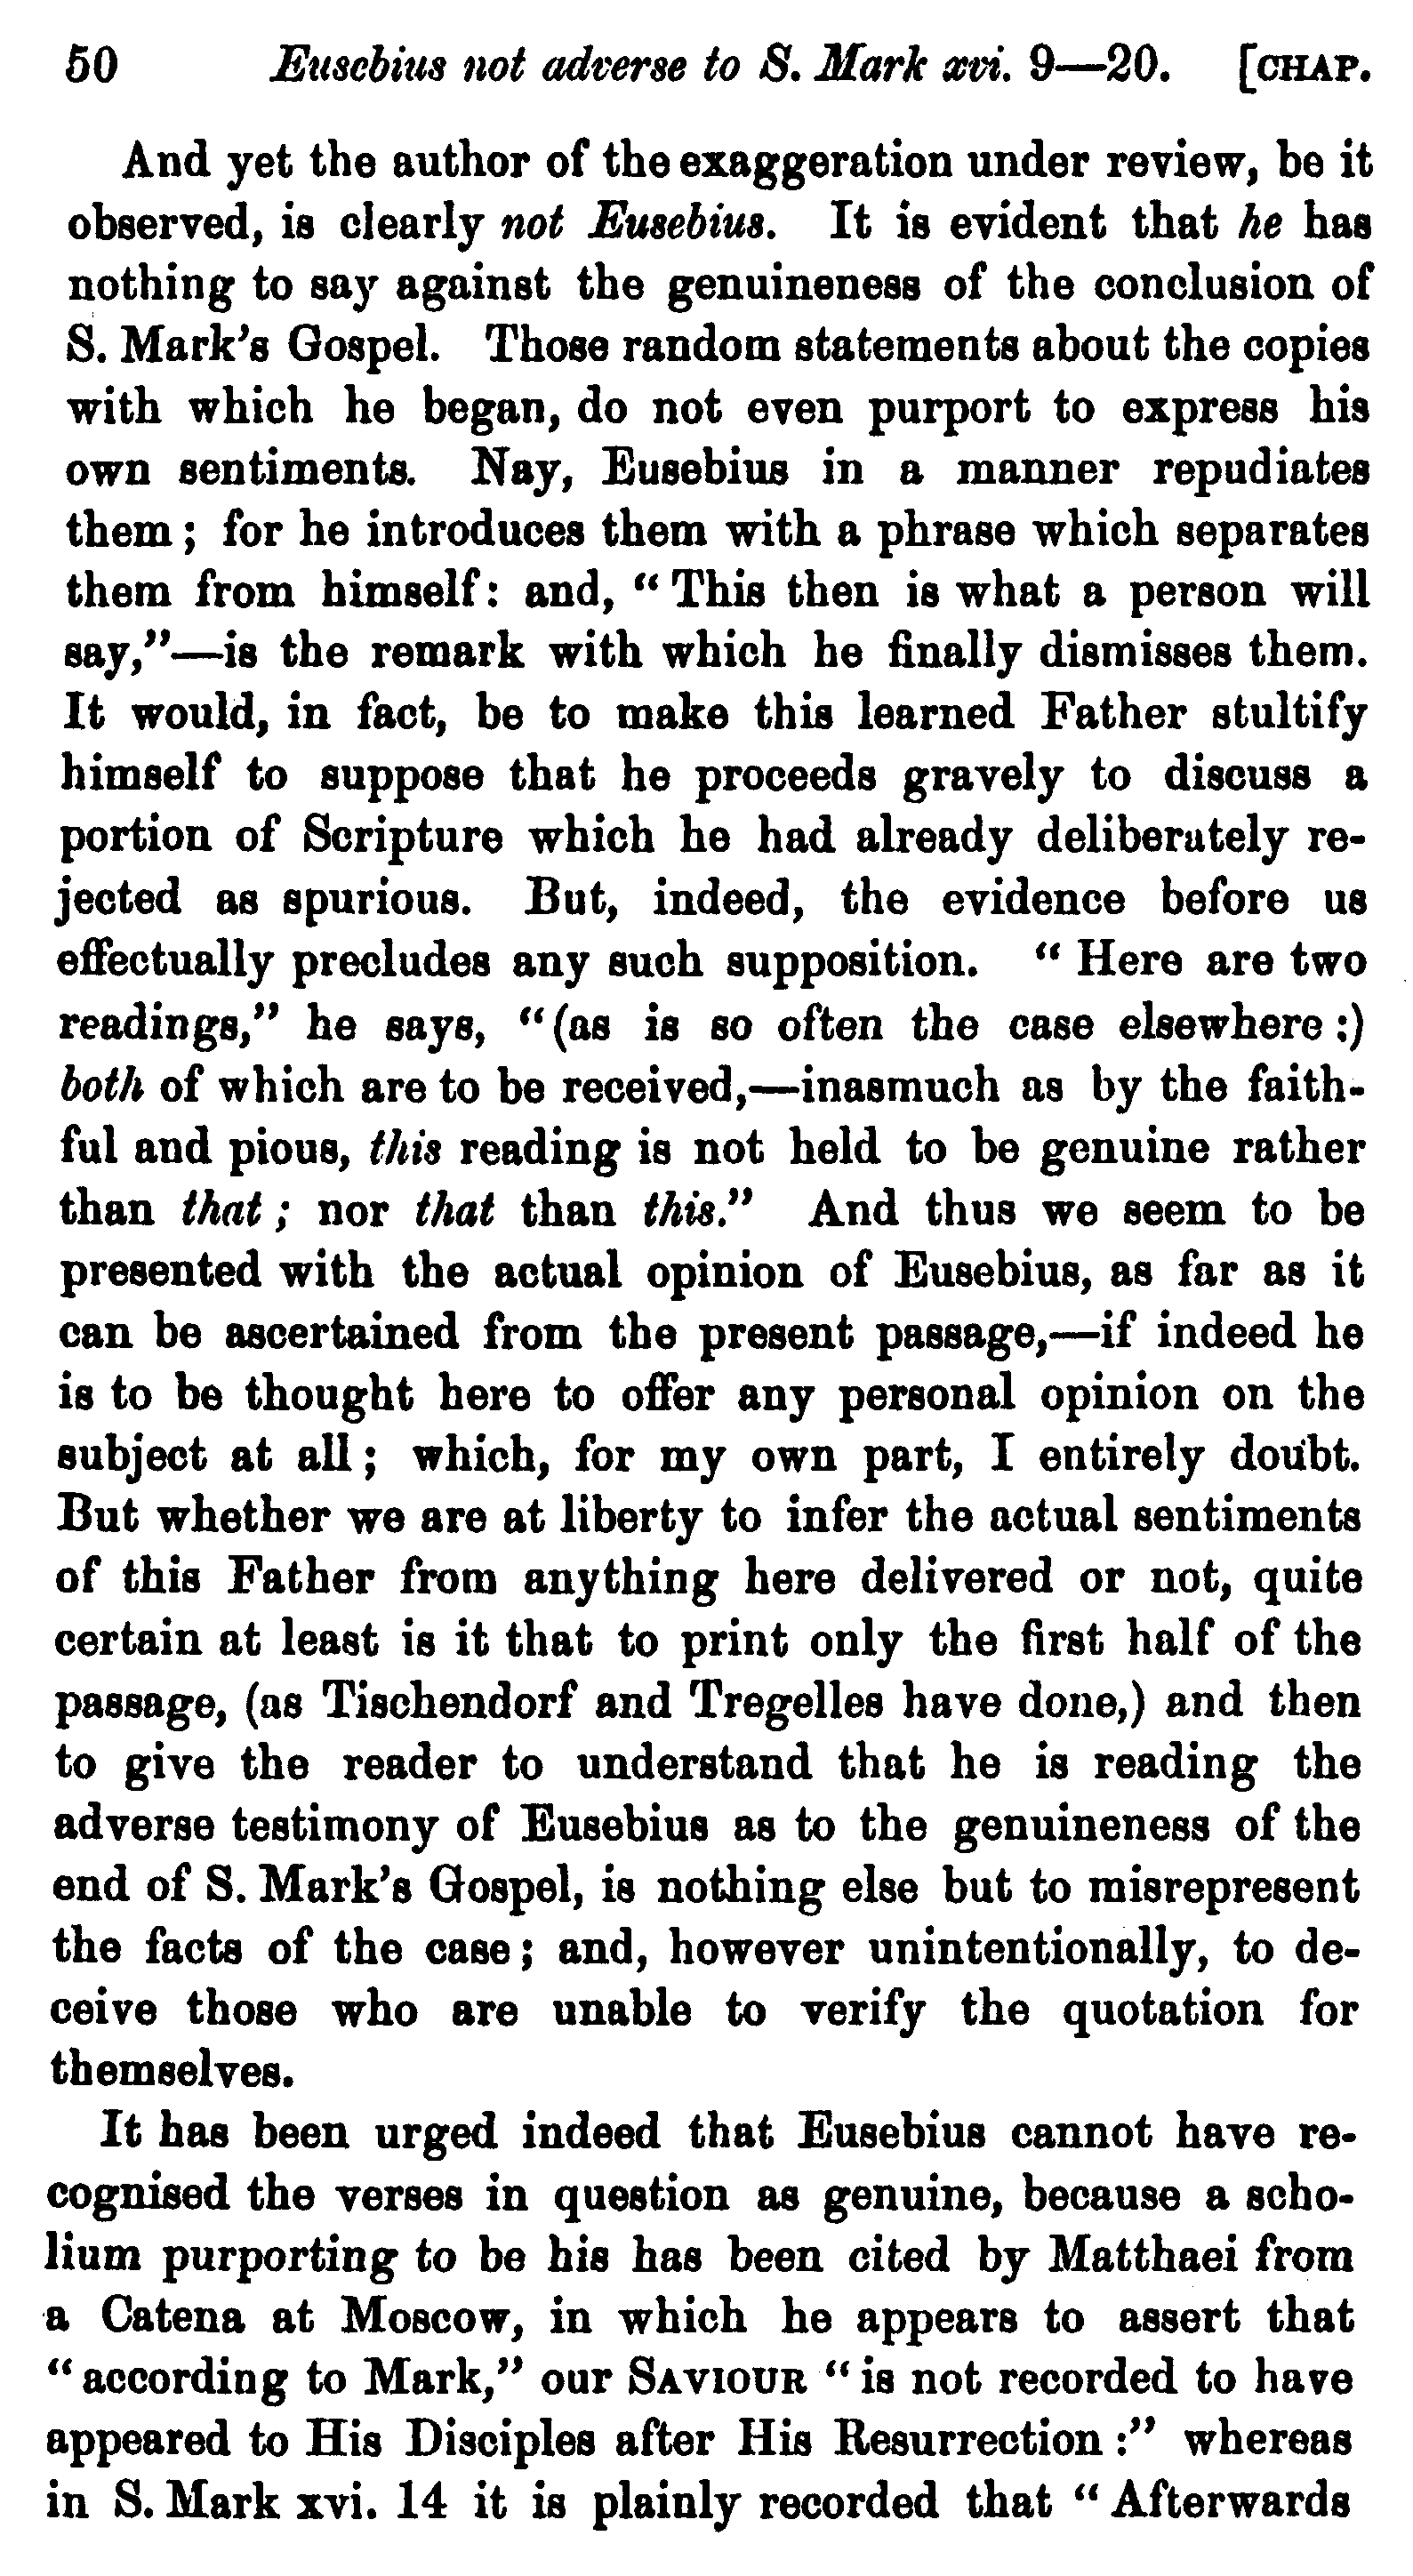 50 Eusebius not adverse to S. Mark xvi. 9—20. [CHAP.
And yet the author of the exaggeration under review, be it
observed, is clearly not Eusebius. It is evident that he has
nothing to say against the genuineness of the conclusion of
S. Mark's Gospel. Those random statements about the copies
with which he began, do not even purport to express his
own sentiments. Nay, Eusebius in a manner repudiates
them; for he introduces them with a phrase which separates
them from himself: and, “This then is what a person will
say,”—is the remark with which he finally dismisses them.
It would, in fact, be to make this learned Father stultify
himself to suppose that he proceeds gravely to discuss a
portion of Scripture which he had already deliberately re-
jected as spurious. But, indeed, the evidence before us
effectually precludes any such supposition. “Here are two
readings,” he says, “(as is so often the case elsewhere:)
both of which are to be received,—inasmuch as by the faith-
ful and pious, this reading is not held to be genuine rather
than that; nor that than this.” And thus we seem to be
presented with the actual opinion of Eusebius, as far as it
can be ascertained from the present passage,—if indeed he
is to be thought here to offer any personal opinion on the
subject at all; which, for my own part, I entirely doubt.
But whether we are at liberty to infer the actual sentiments
of this Father from anything here delivered or not, quite
certain at least is it that to print only the first half of the
passage, (as Tischendorf and Tregelles have done,) and then
to give the reader to understand that he is reading the
adverse testimony of Eusebius as to the genuineness of the
end of S. Mark's Gospel, is nothing else but to misrepresent
the facts of the case; and, however unintentionally, to de-
ceive those who are unable to verify the quotation for
themselves.
It has been urged indeed that Eusebius cannot have re-
cognised the verses in question as genuine, because a scho-
lium purporting to be his has been cited by Matthaei from
a Catena at Moscow, in which he appears to assert that
“according to Mark,” our SAVIOUR “is not recorded to have
appeared to His Disciples after His Resurrection:” whereas
in S. Mark xvi. 14 it is plainly recorded that “Afterwards